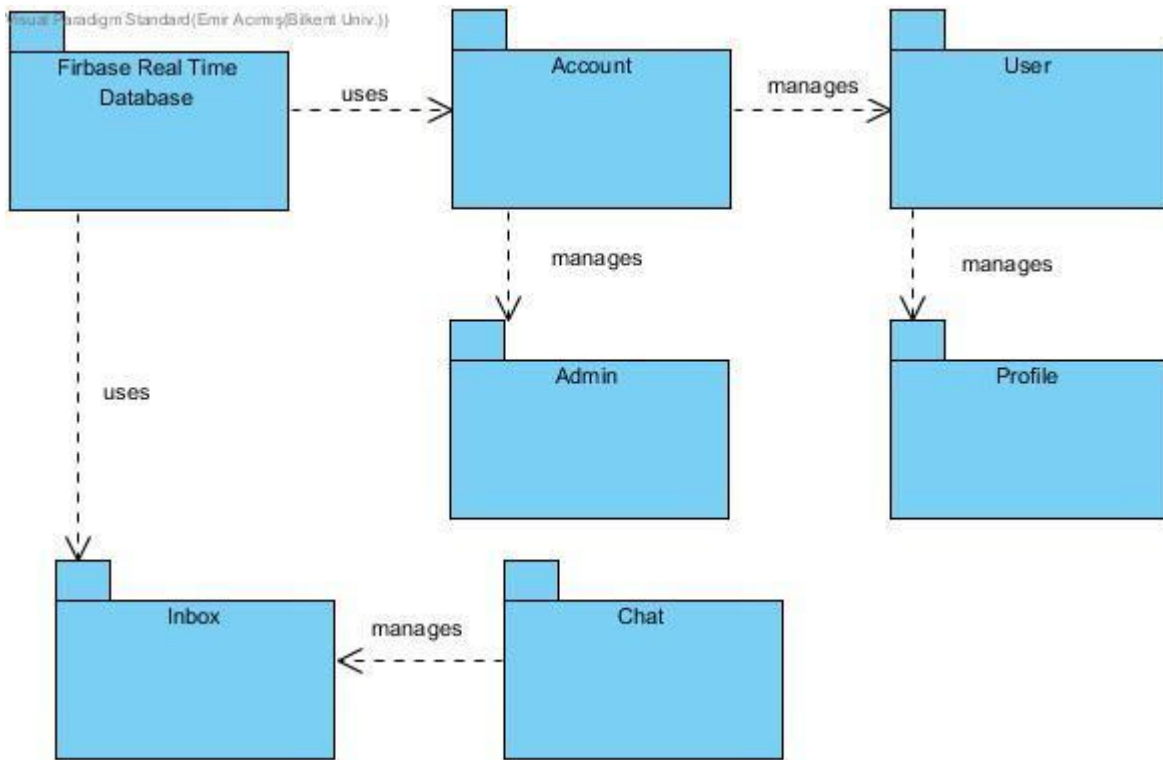 Visual Paradigm Standard(Emir Acımış(Bilkent Univ.))
Firbase Real Time
Database
uses
Account
manages
User
manages
manages
Admin
Profile
uses
Inbox
manages
Chat